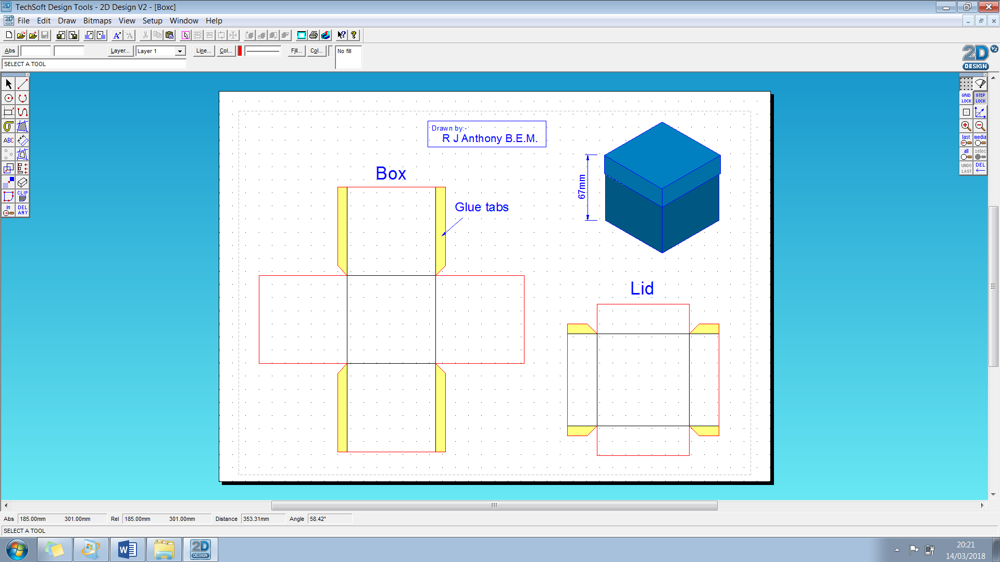 TechSoft Design Tools - 2D Design V2 - [Boxc]
File Edit Draw Bitmaps View Setup Window Help
Abs Layer... Layer 1 Line... Col... Fill... Col... No fill
SELECT A TOOL
2D V2
DESIGN
GRID LOCK STEP LOCK
ABC
last media
all selec
UNDO LAST DEL
CLIP
in DEL ANY
Drawn by:-
R J Anthony B.E.M.
Box
Glue tabs
67mm
Lid
Abs 185.00mm 301.00mm Rel 185.00mm 301.00mm Distance 353.31mm Angle 58.42°
SELECT A TOOL
2D
DESIGN
20:21
14/03/2018